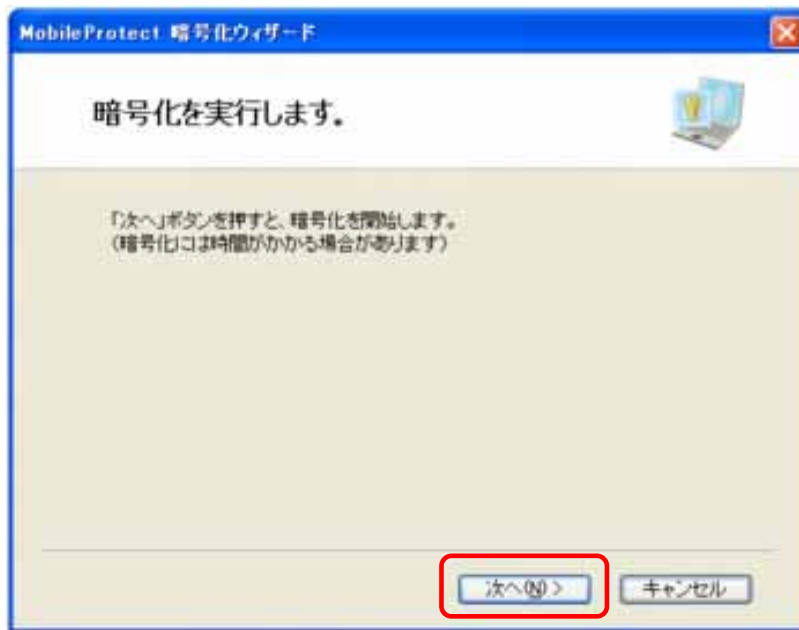 MobileProtect 暗号化ウィザード
暗号化を実行します。
「次へ」ボタンを押すと、暗号化を開始します。
(暗号化には時間がかかる場合があります)
次へ(N) >
キャンセル